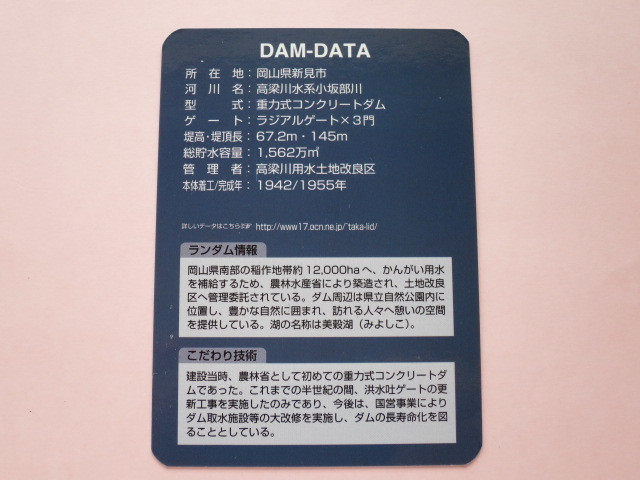 DAM-DATA
所在地：岡山県新見市
河川名：高梁川水系小坂部川
型式：重力式コンクリートダム
ゲート：ラジアルゲート×3門
堤高・堤頂長：67.2m・145m
総貯水容量：1,562万㎥
管理者：高梁川用水土地改良区
本体着工/完成年：1942/1955年
詳しいデータはこちら☞ http://www17.ocn.ne.jp/~taka-lid/
ランダム情報
岡山県南部の稲作地帯約12,000haへ、かんがい用水
を補給するため、農林水産省により築造され、土地改良
区へ管理委託されている。ダム周辺は県立自然公園内に
位置し、豊かな自然に囲まれ、訪れる人々へ憩いの空間
を提供している。湖の名称は美穀湖（みよしこ）。
こだわり技術
建設当時、農林省として初めての重力式コンクリートダ
ムであった。これまでの半世紀の間、洪水吐ゲートの更
新工事を実施したのみであり、今後は、国営事業により
ダム取水施設等の大改修を実施し、ダムの長寿命化を図
ることとしている。